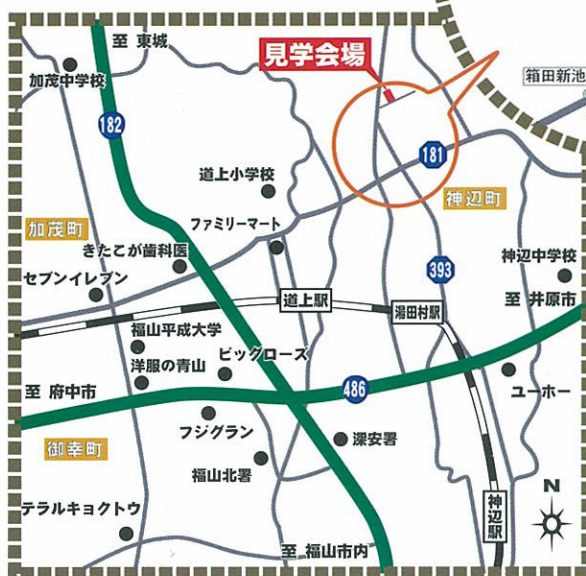 至 東城
加茂中学校
見学会場
箱田新池
182
181
道上小学校
神辺町
加茂町
ファミリーマート
きたこが歯科医
393
神辺中学校
セブンイレブン
道上駅
湯田村駅
至 井原市
福山平成大学
洋服の青山
ビッグローズ
至 府中市
486
ユーホー
フジグラン
深安署
御幸町
福山北署
テラルキョクトウ
神辺駅
N
至 福山市内